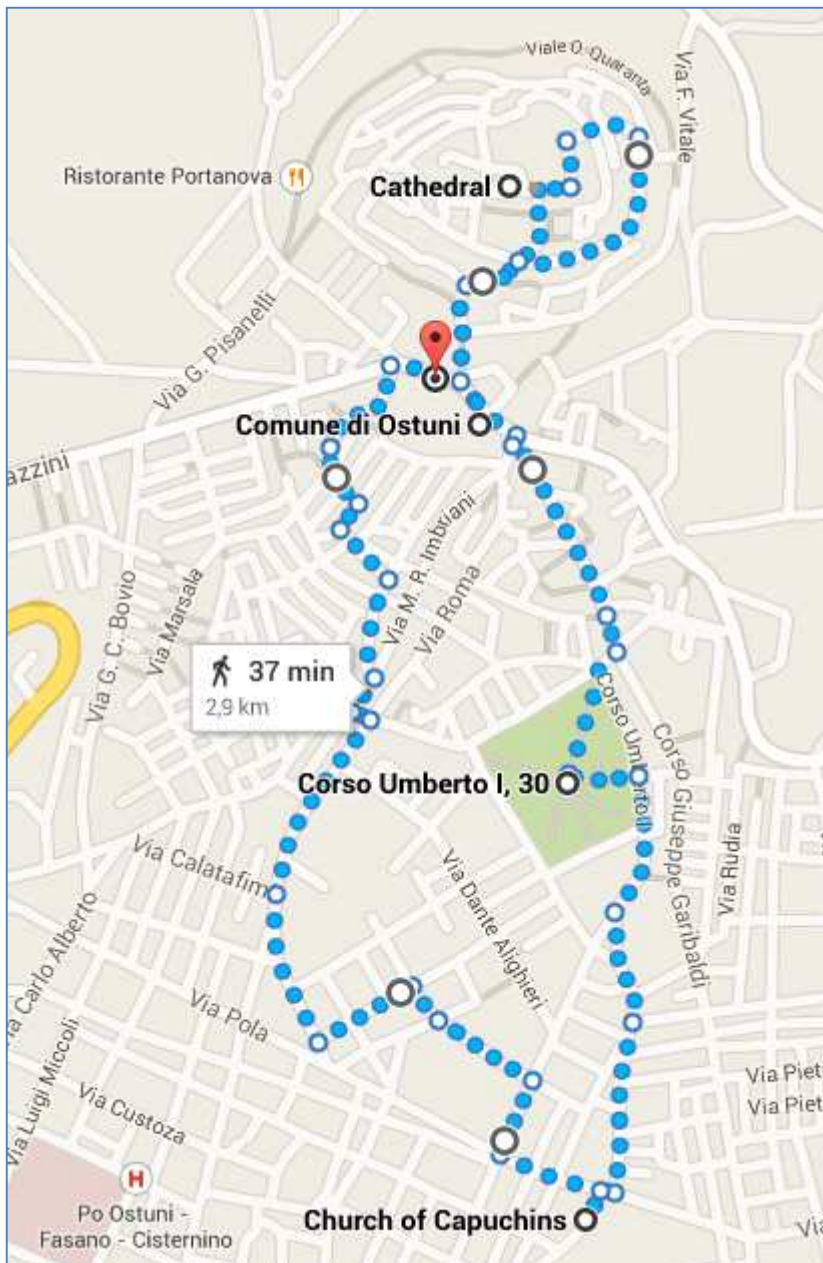 Viale O. Quaranta
Via F. Vitale
Ristorante Portanova
Cathedral
Via G. Pisanelli
Comune di Ostuni
azzini
Via M. R. Imbriani
Via Roma
Via Marsala
Via G. C. Bovio
37 min
2,9 km
Corso Umberto I
Corso Umberto I, 30
Corso Giuseppe Garibaldi
Via Rudia
Via Calatafimi
Via Dante Alighieri
ia Carlo Alberto
Via Pola
Via Luigi Miccoli
Via Piet
Via Piet
Via Custoza
H
Po Ostuni -
Fasano - Cisternino
Church of Capuchins
Via